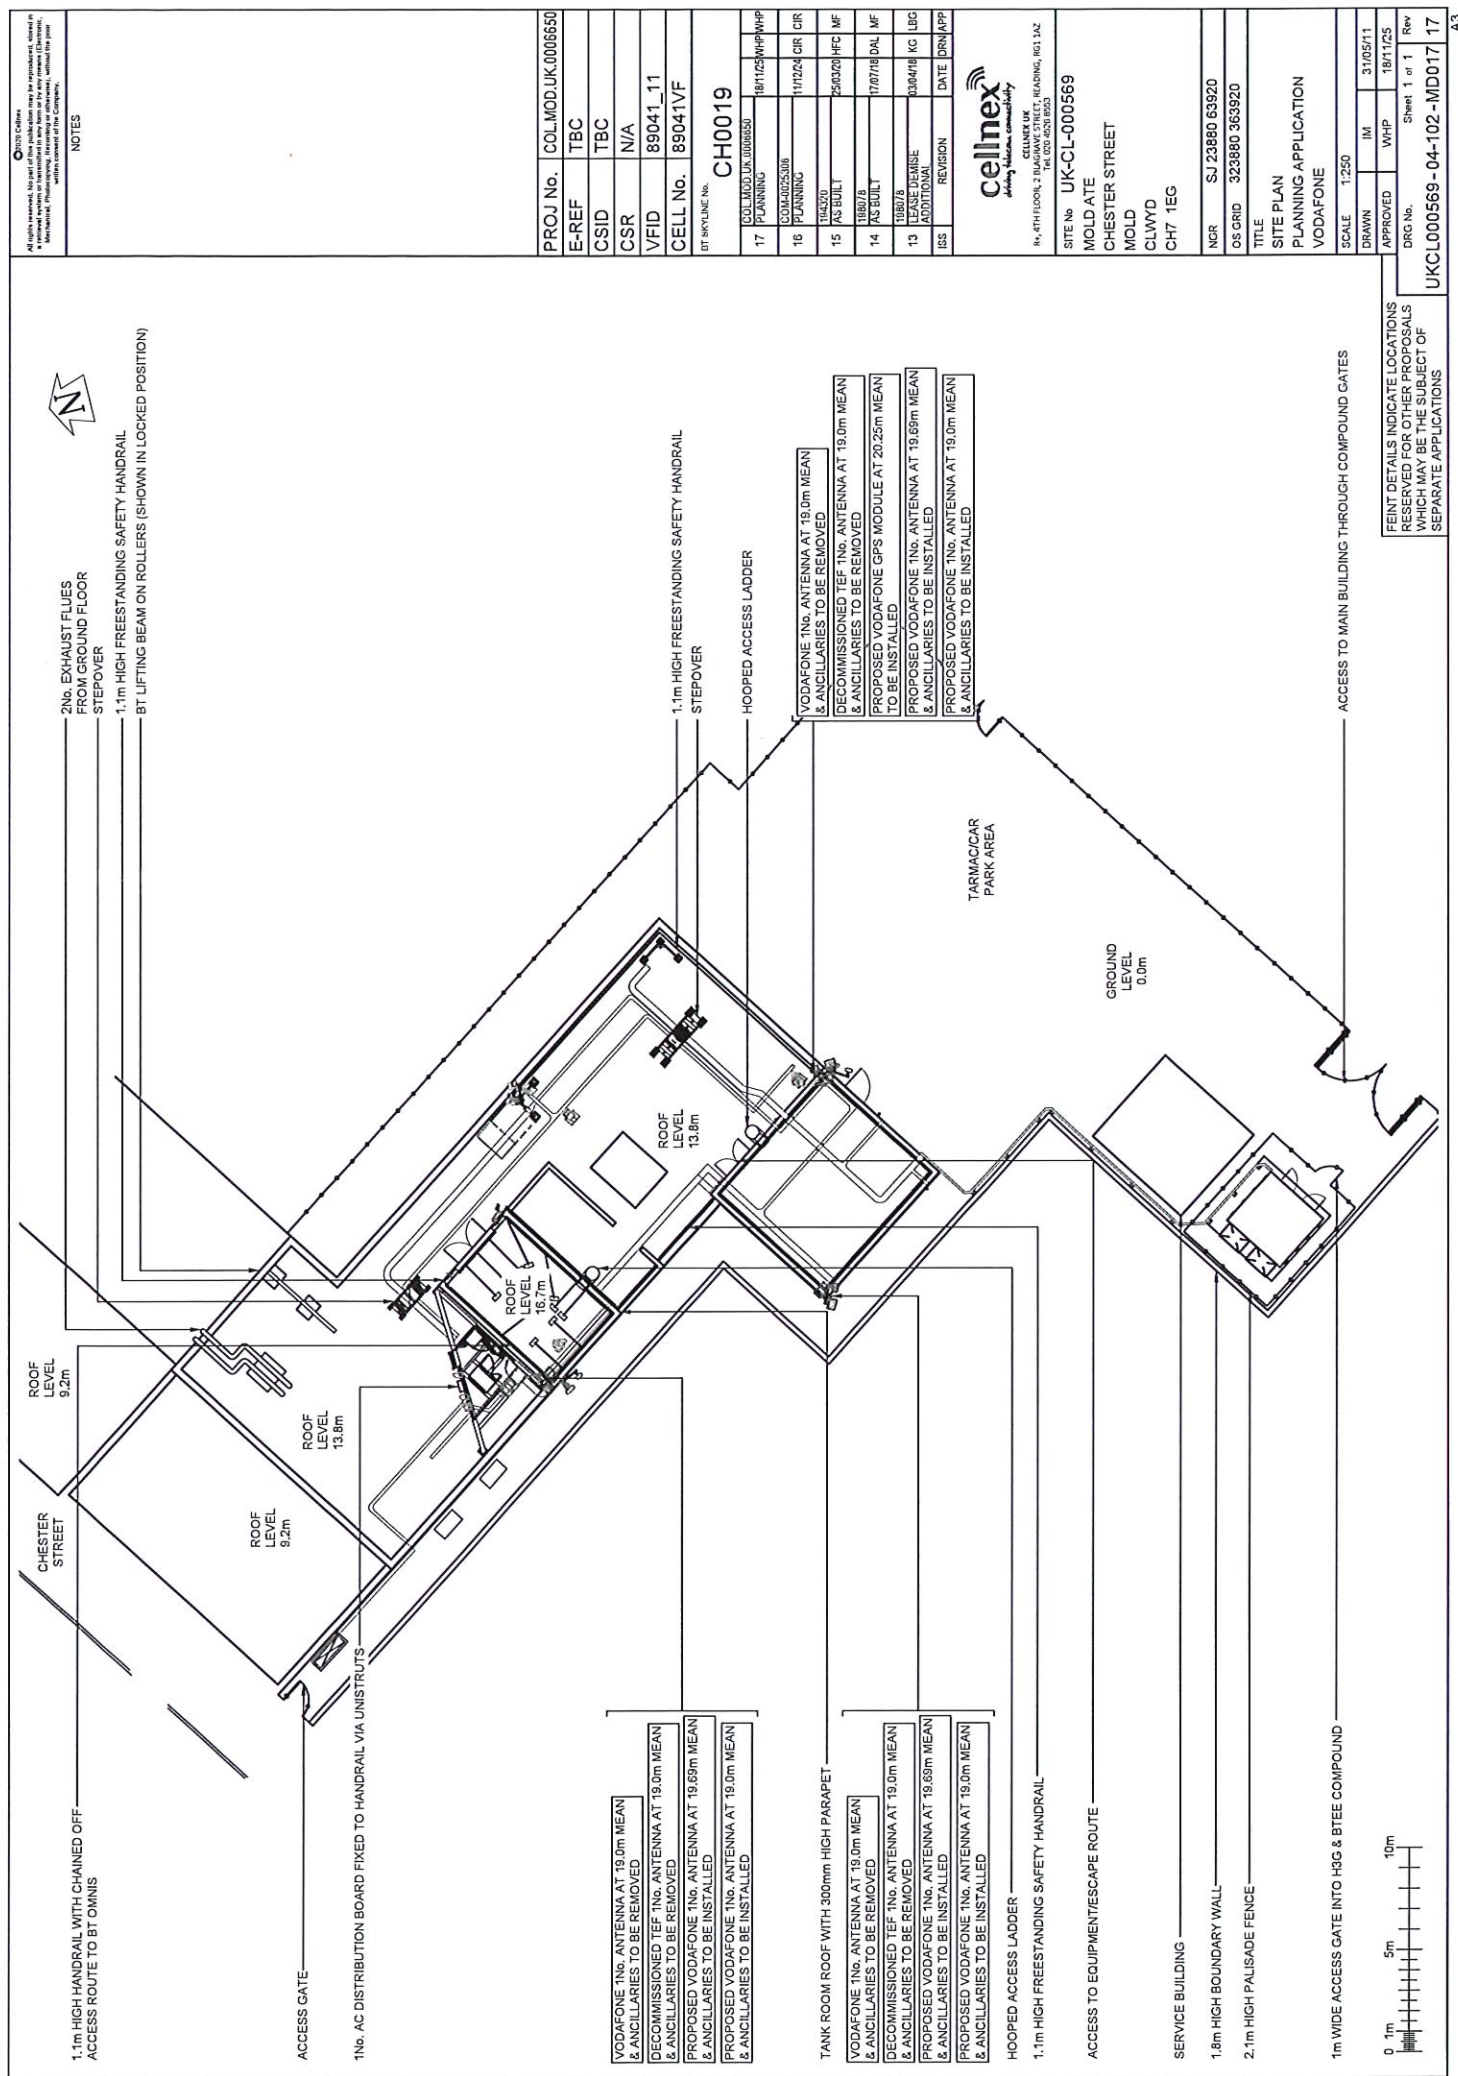 ©2020 Cellnex
All rights reserved. No part of this publication may be reproduced, stored in
a retrieval system or transmitted in any form or by any means (Electronic,
Mechanical, Photocopying, Recording or otherwise), without the prior
written consent of the Company.
NOTES
2No. EXHAUST FLUES
FROM GROUND FLOOR
STEPOVER
1.1m HIGH FREESTANDING SAFETY HANDRAIL
BT LIFTING BEAM ON ROLLERS (SHOWN IN LOCKED POSITION)
N
1.1m HIGH FREESTANDING SAFETY HANDRAIL
STEPOVER
HOOPED ACCESS LADDER
VODAFONE 1No. ANTENNA AT 19.0m MEAN
& ANCILLARIES TO BE REMOVED
DECOMMISSIONED TEF 1No. ANTENNA AT 19.0m MEAN
& ANCILLARIES TO BE REMOVED
PROPOSED VODAFONE GPS MODULE AT 20.25m MEAN
TO BE INSTALLED
PROPOSED VODAFONE 1No. ANTENNA AT 19.69m MEAN
& ANCILLARIES TO BE INSTALLED
PROPOSED VODAFONE 1No. ANTENNA AT 19.0m MEAN
& ANCILLARIES TO BE INSTALLED
ACCESS TO MAIN BUILDING THROUGH COMPOUND GATES
ROOF
LEVEL
9.2m
CHESTER
STREET
ROOF
LEVEL
13.8m
ROOF
LEVEL
9.2m
ROOF
LEVEL
16.7m
ROOF
LEVEL
13.8m
TARMAC/CAR
PARK AREA
GROUND
LEVEL
0.0m
1.1m HIGH HANDRAIL WITH CHAINED OFF
ACCESS ROUTE TO BT OMNIS
ACCESS GATE
1No. AC DISTRIBUTION BOARD FIXED TO HANDRAIL VIA UNISTRUTS
VODAFONE 1No. ANTENNA AT 19.0m MEAN
& ANCILLARIES TO BE REMOVED
DECOMMISSIONED TEF 1No. ANTENNA AT 19.0m MEAN
& ANCILLARIES TO BE REMOVED
PROPOSED VODAFONE 1No. ANTENNA AT 19.69m MEAN
& ANCILLARIES TO BE INSTALLED
PROPOSED VODAFONE 1No. ANTENNA AT 19.0m MEAN
& ANCILLARIES TO BE INSTALLED
TANK ROOM ROOF WITH 300mm HIGH PARAPET
VODAFONE 1No. ANTENNA AT 19.0m MEAN
& ANCILLARIES TO BE REMOVED
DECOMMISSIONED TEF 1No. ANTENNA AT 19.0m MEAN
& ANCILLARIES TO BE REMOVED
PROPOSED VODAFONE 1No. ANTENNA AT 19.69m MEAN
& ANCILLARIES TO BE INSTALLED
PROPOSED VODAFONE 1No. ANTENNA AT 19.0m MEAN
& ANCILLARIES TO BE INSTALLED
HOOPED ACCESS LADDER
1.1m HIGH FREESTANDING SAFETY HANDRAIL
ACCESS TO EQUIPMENT/ESCAPE ROUTE
SERVICE BUILDING
1.8m HIGH BOUNDARY WALL
2.1m HIGH PALISADE FENCE
1m WIDE ACCESS GATE INTO H3G & BTEE COMPOUND
0 1m 5m 10m
PROJ No. COL.MOD.UK.0006650
E-REF TBC
CSID TBC
CSR N/A
VFID 89041_11
CELL No. 89041VF
BT SKYLINE No.
CH0019
17 COL.MOD.UK.0006650 PLANNING 18/11/25 WHP WHP
16 COM-0025306 PLANNING 11/12/24 CIR CIR
15 194320 AS BUILT 25/03/20 HFC MF
14 198078 AS BUILT 17/07/18 DAL MF
13 198078 LEASE DEMISE ADDITIONAL 03/04/18 KC LBG
ISS REVISION DATE DRN APP
cellnex
driving telecom connectivity
CELLNEX UK
R+, 4TH FLOOR, 2 BLAGRAVE STREET, READING, RG1 1AZ
SITE No UK-CL-000569
MOLD ATE
CHESTER STREET
MOLD
CLWYD
CH7 1EG
NGR SJ 23880 63920
OS GRID 323880 363920
TITLE
SITE PLAN
PLANNING APPLICATION
VODAFONE
SCALE 1:250
DRAWN IM 31/05/11
APPROVED WHP 18/11/25
DRG No. Sheet 1 of 1 Rev
UKCL000569 - 04-102 - MD017 17
A3
FEINT DETAILS INDICATE LOCATIONS
RESERVED FOR OTHER PROPOSALS
WHICH MAY BE THE SUBJECT OF
SEPARATE APPLICATIONS